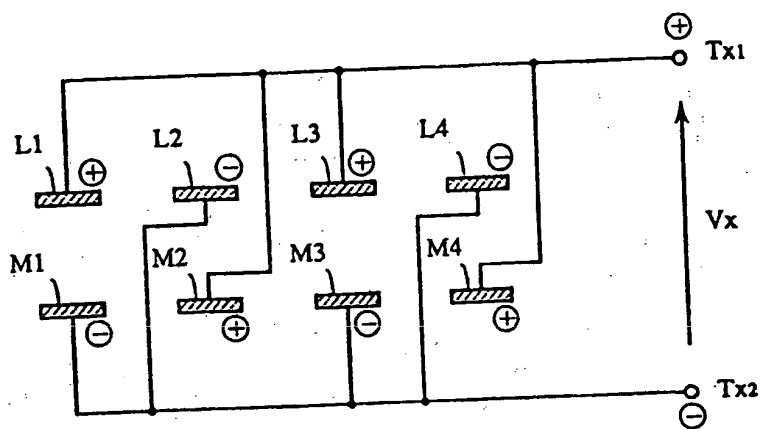 ⊕ Tx1
L1 ⊕ L2 ⊖ L3 ⊕ L4 ⊖
Vx
M1 ⊖ M2 ⊕ M3 ⊖ M4 ⊕
Tx2
⊖